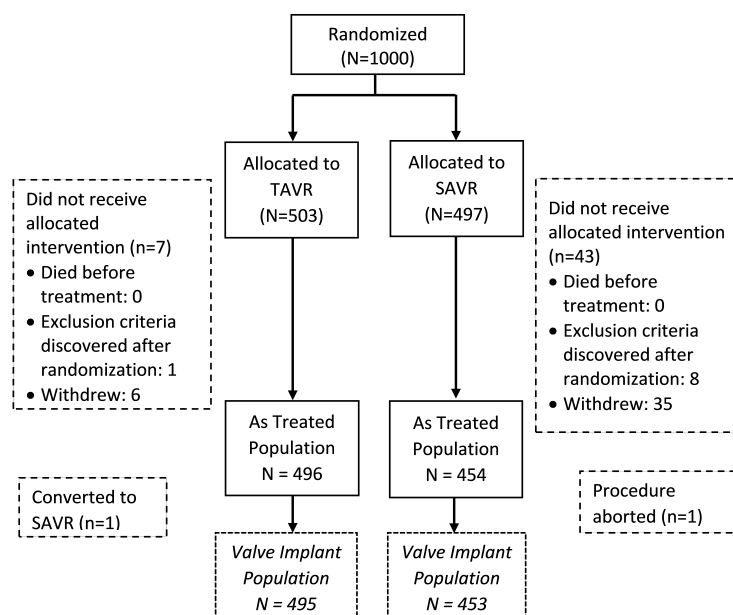 Randomized
(N=1000)
Allocated to
TAVR
(N=503)
Allocated to
SAVR
(N=497)
Did not receive
allocated
intervention (n=7)
• Died before
treatment: 0
• Exclusion criteria
discovered after
randomization: 1
• Withdrew: 6
Did not receive
allocated intervention
(n=43)
• Died before
treatment: 0
• Exclusion criteria
discovered after
randomization: 8
• Withdrew: 35
As Treated
Population
N = 496
As Treated
Population
N = 454
Converted to
SAVR (n=1)
Procedure
aborted (n=1)
Valve Implant
Population
N = 495
Valve Implant
Population
N = 453